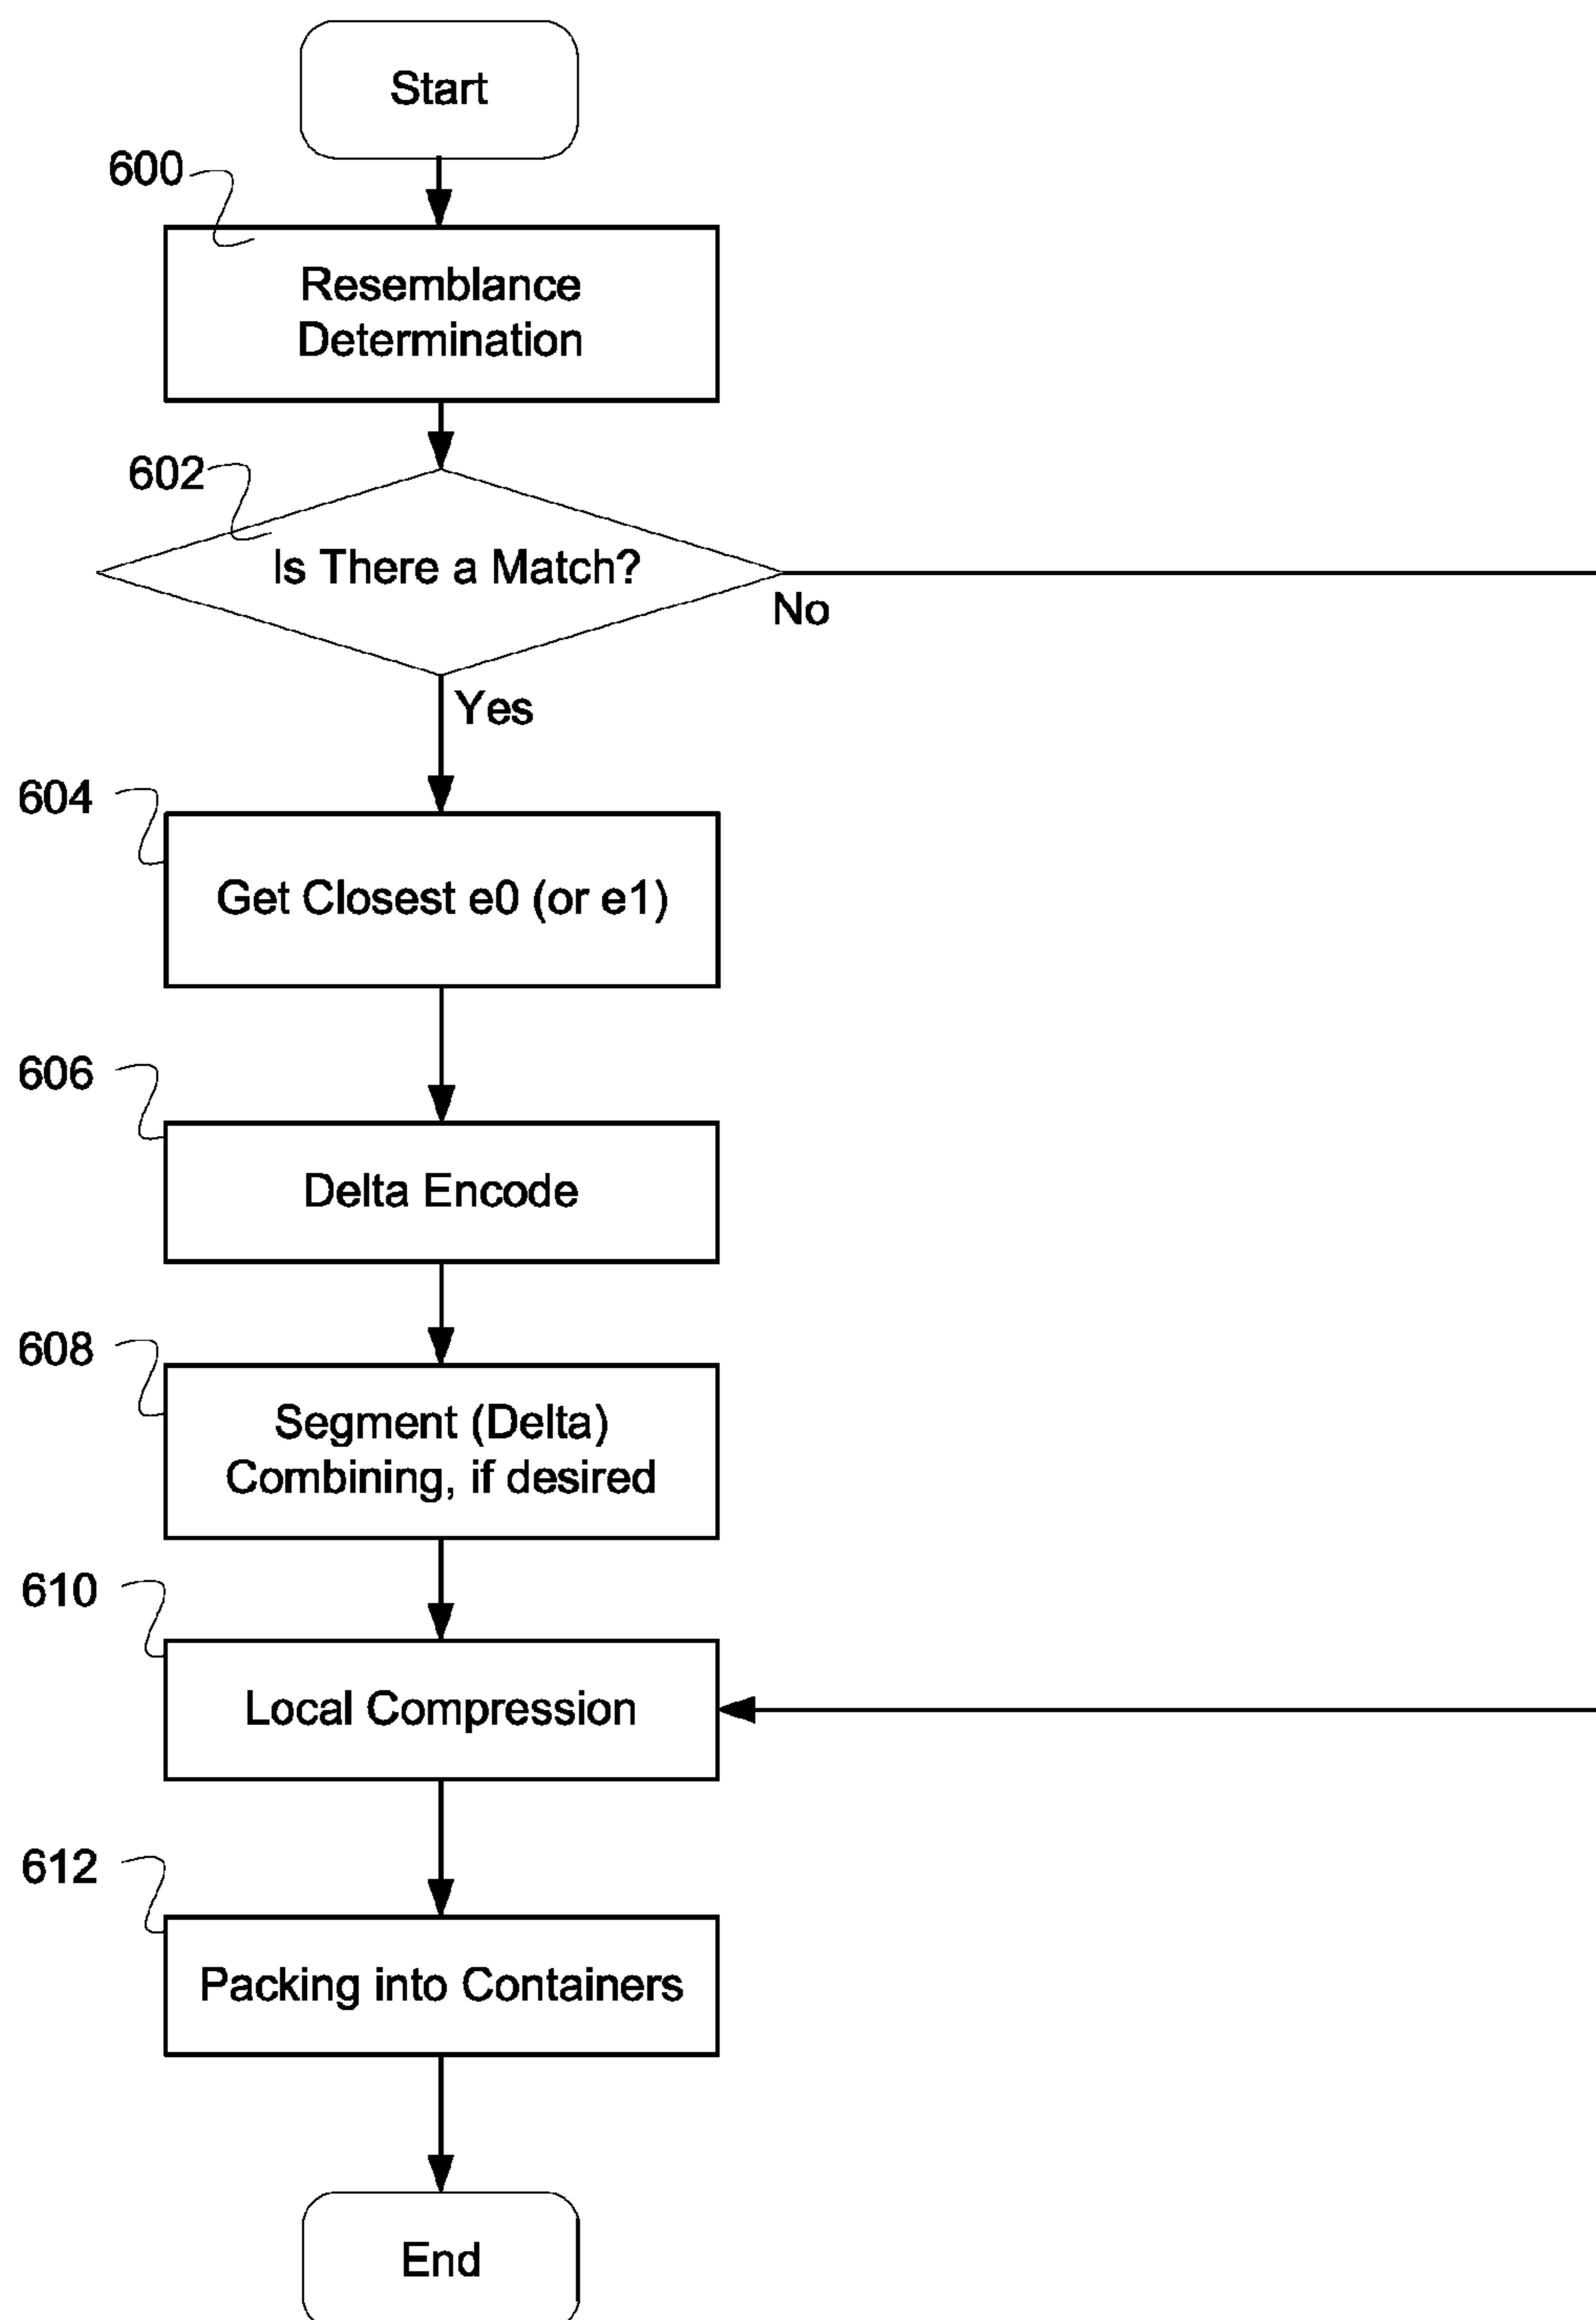 Start
600
Resemblance
Determination
602
Is There a Match?
No
Yes
604
Get Closest e0 (or e1)
606
Delta Encode
608
Segment (Delta)
Combining, if desired
610
Local Compression
612
Packing into Containers
End